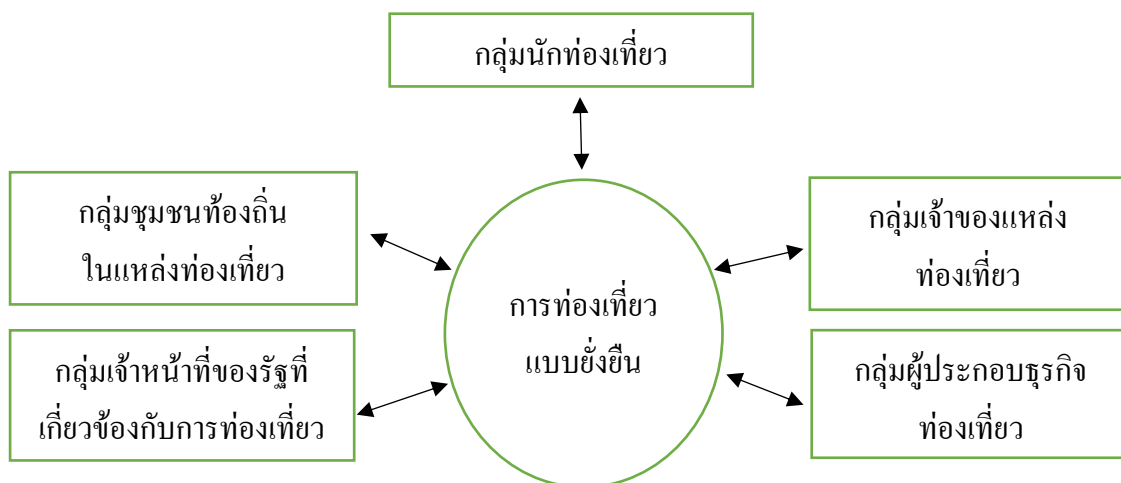 กลุ่มนักท่องเที่ยว
กลุ่มชุมชนท้องถิ่น
ในแหล่งท่องเที่ยว
กลุ่มเจ้าของแหล่ง
ท่องเที่ยว
การท่องเที่ยว
แบบยั่งยืน
กลุ่มเจ้าหน้าที่ของรัฐที่
เกี่ยวข้องกับการท่องเที่ยว
กลุ่มผู้ประกอบธุรกิจ
ท่องเที่ยว